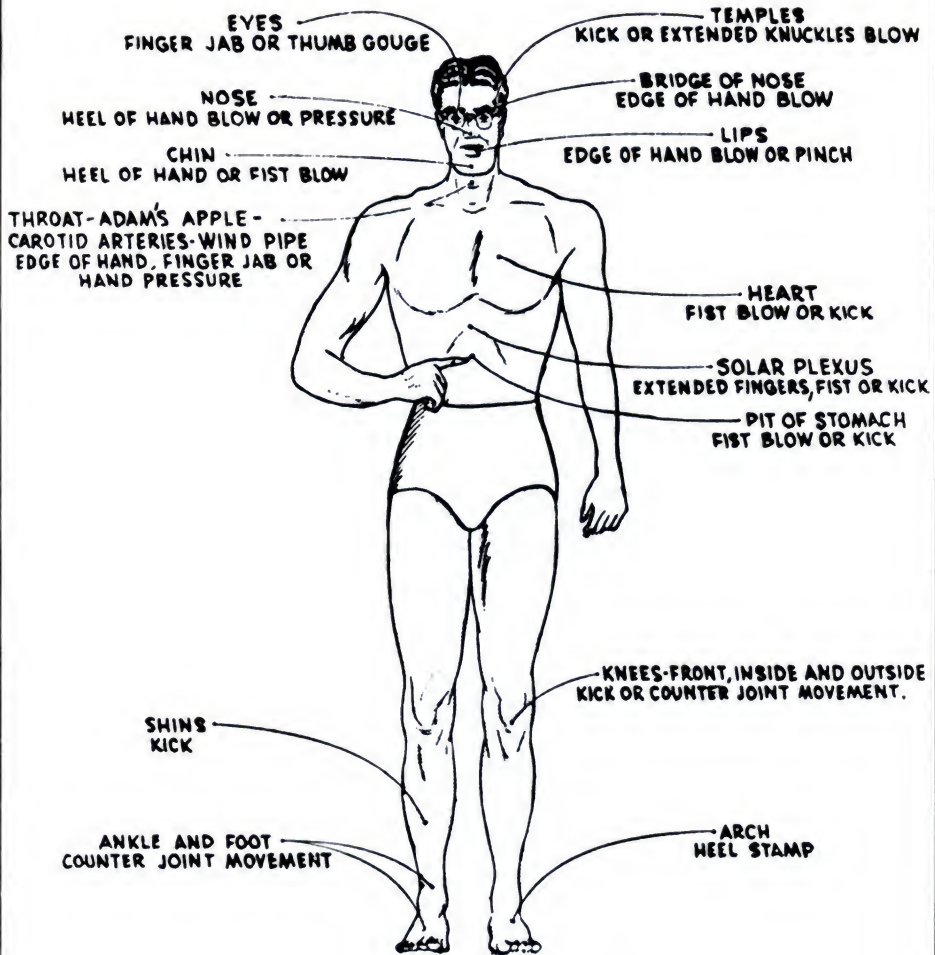 EYES
FINGER JAB OR THUMB GOUGE
TEMPLES
KICK OR EXTENDED KNUCKLES BLOW
NOSE
HEEL OF HAND BLOW OR PRESSURE
BRIDGE OF NOSE
EDGE OF HAND BLOW
CHIN
HEEL OF HAND OR FIST BLOW
LIPS
EDGE OF HAND BLOW OR PINCH
THROAT-ADAM'S APPLE-
CAROTID ARTERIES-WIND PIPE
EDGE OF HAND, FINGER JAB OR
HAND PRESSURE
HEART
FIST BLOW OR KICK
SOLAR PLEXUS
EXTENDED FINGERS, FIST OR KICK
PIT OF STOMACH
FIST BLOW OR KICK
KNEES-FRONT, INSIDE AND OUTSIDE
KICK OR COUNTER JOINT MOVEMENT.
SHINS
KICK
ANKLE AND FOOT
COUNTER JOINT MOVEMENT
ARCH
HEEL STAMP